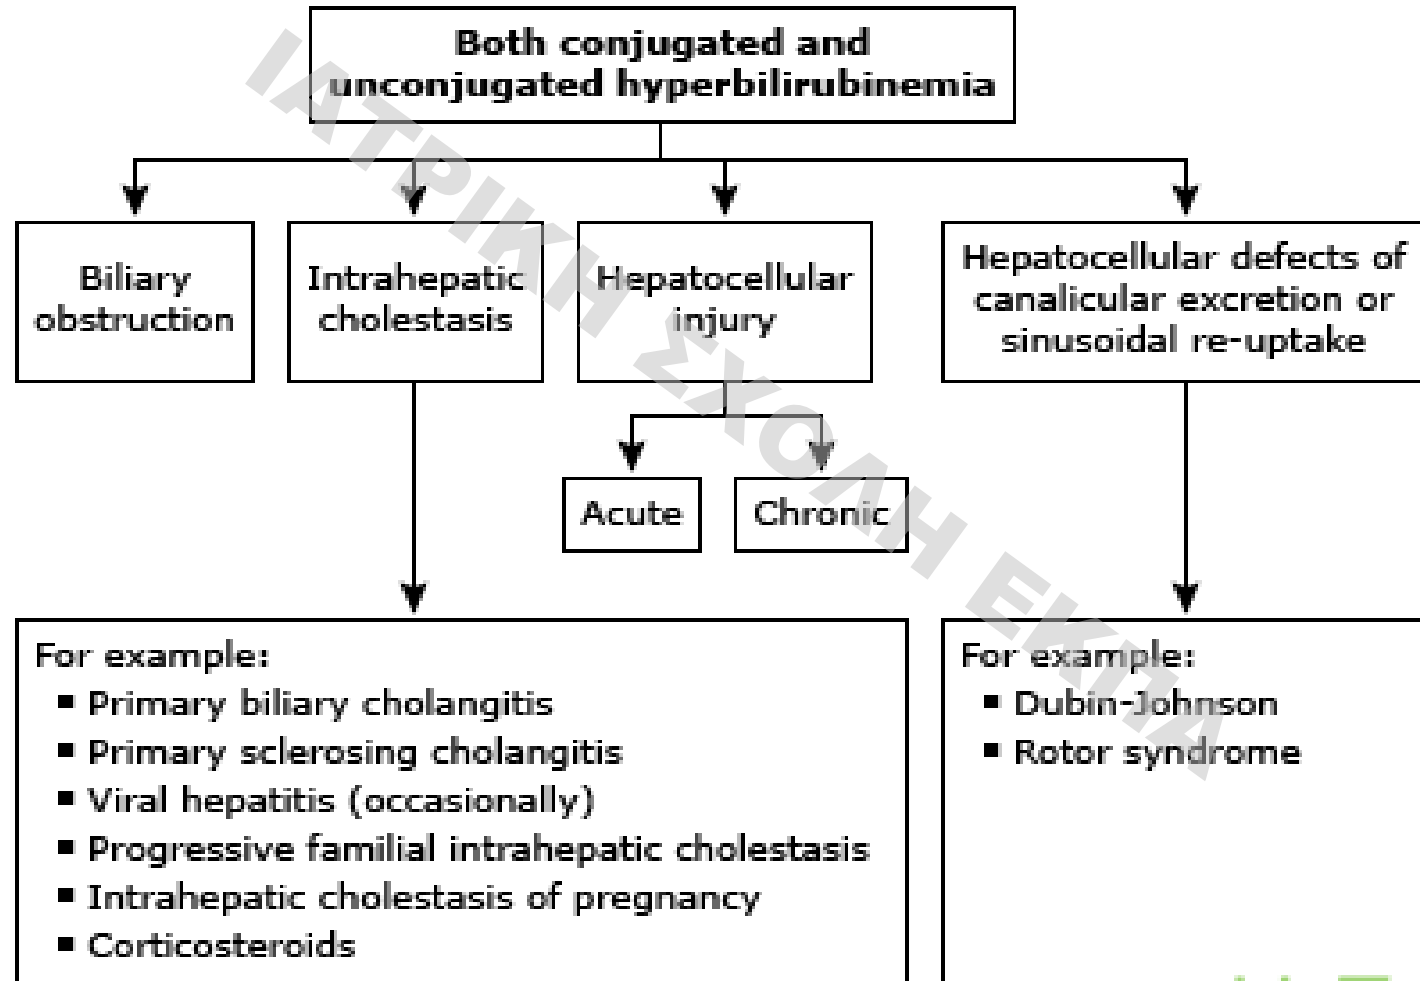 Both conjugated and
unconjugated hyperbilirubinemia
Biliary
obstruction
Intrahepatic
cholestasis
Hepatocellular
injury
Hepatocellular defects of
canalicular excretion or
sinusoidal re-uptake
Acute
Chronic
For example:
▪ Primary biliary cholangitis
▪ Primary sclerosing cholangitis
▪ Viral hepatitis (occasionally)
▪ Progressive familial intrahepatic cholestasis
▪ Intrahepatic cholestasis of pregnancy
▪ Corticosteroids
For example:
▪ Dubin-Johnson
▪ Rotor syndrome
ΙΑΤΡΙΚΗ ΣΧΟΛΗ ΕΚΠΑ